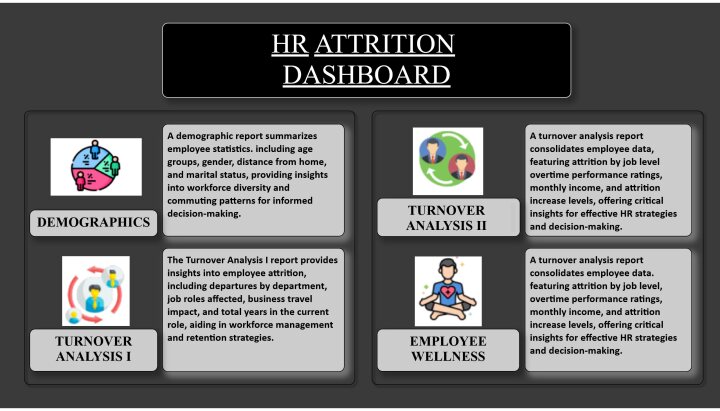 HR ATTRITION
DASHBOARD
DEMOGRAPHICS
A demographic report summarizes
employee statistics. including age
groups, gender, distance from home,
and marital status, providing insights
into workforce diversity and
commuting patterns for informed
decision-making.
TURNOVER
ANALYSIS I
The Turnover Analysis I report provides
insights into employee attrition,
including departures by department,
job roles affected, business travel
impact, and total years in the current
role, aiding in workforce management
and retention strategies.
TURNOVER
ANALYSIS II
A turnover analysis report
consolidates employee data,
featuring attrition by job level
overtime performance ratings,
monthly income, and attrition
increase levels, offering critical
insights for effective HR strategies
and decision-making.
EMPLOYEE
WELLNESS
A turnover analysis report
consolidates employee data.
featuring attrition by job level,
overtime performance ratings,
monthly income, and attrition
increase levels, offering critical
insights for effective HR strategies
and decision-making.